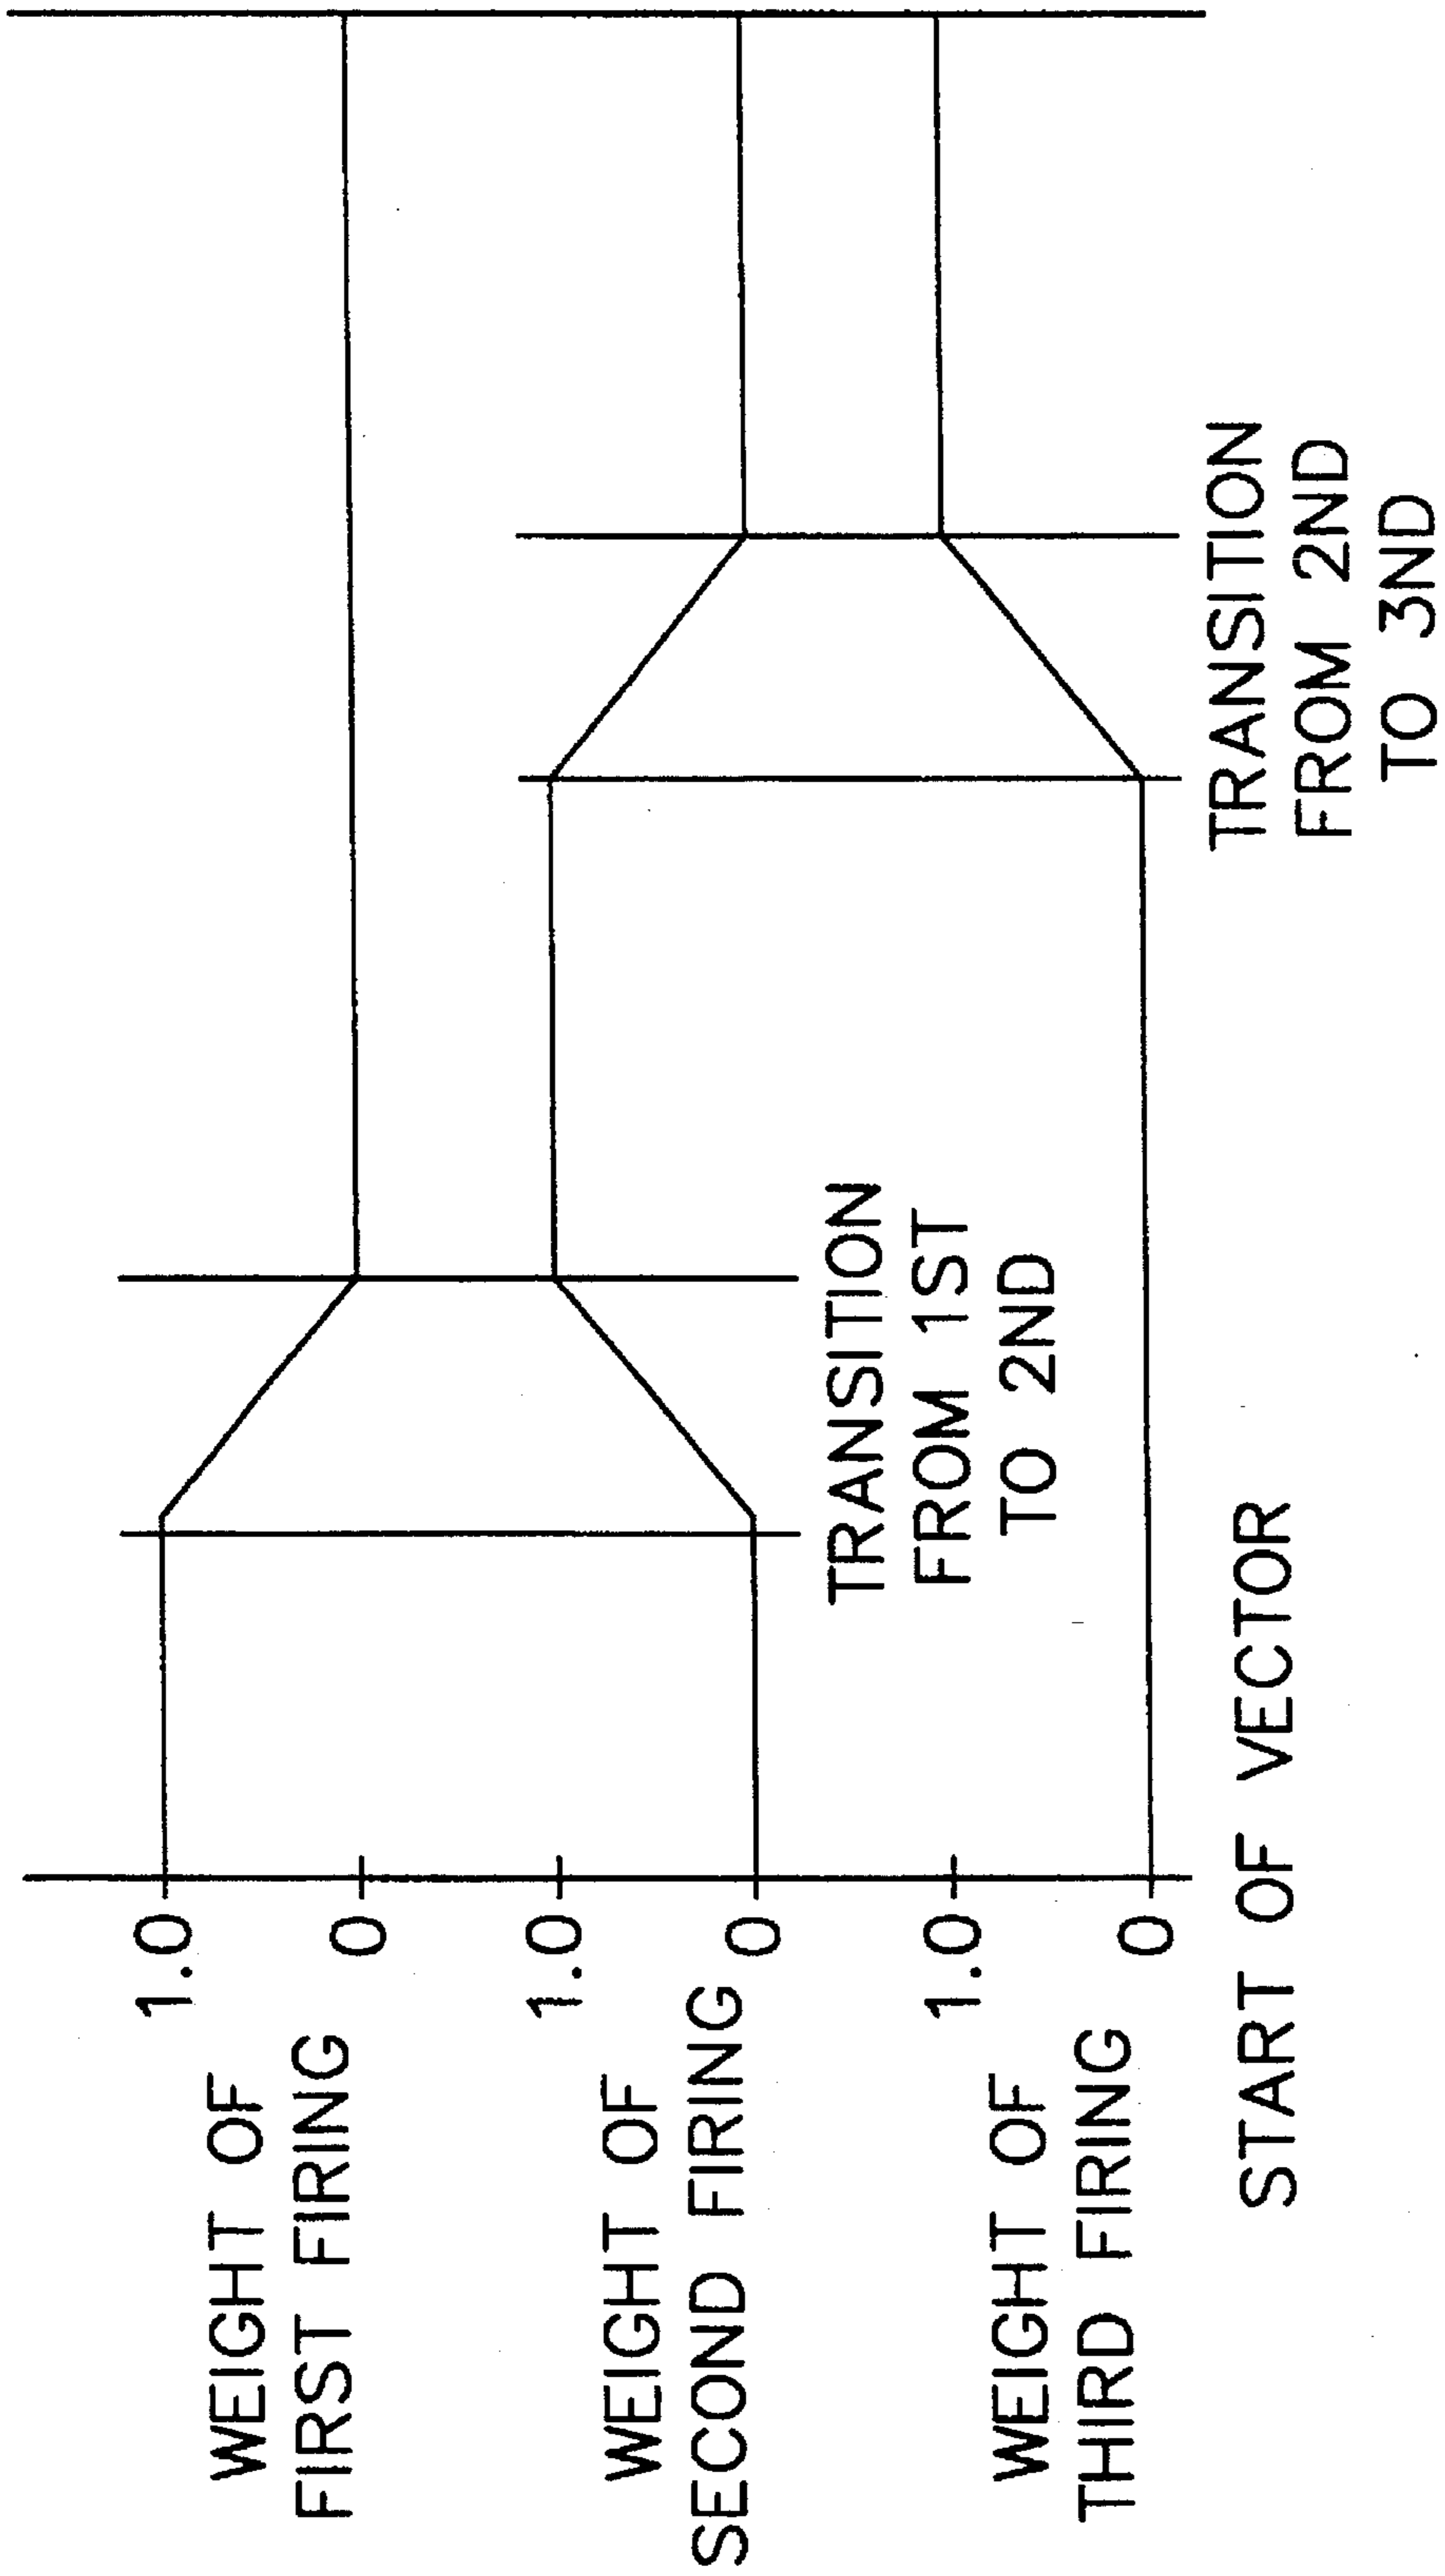 WEIGHT OF
FIRST FIRING
1.0
0
WEIGHT OF
SECOND FIRING
1.0
0
WEIGHT OF
THIRD FIRING
1.0
0
START OF VECTOR
TRANSITION
FROM 1ST
TO 2ND
TRANSITION
FROM 2ND
TO 3ND